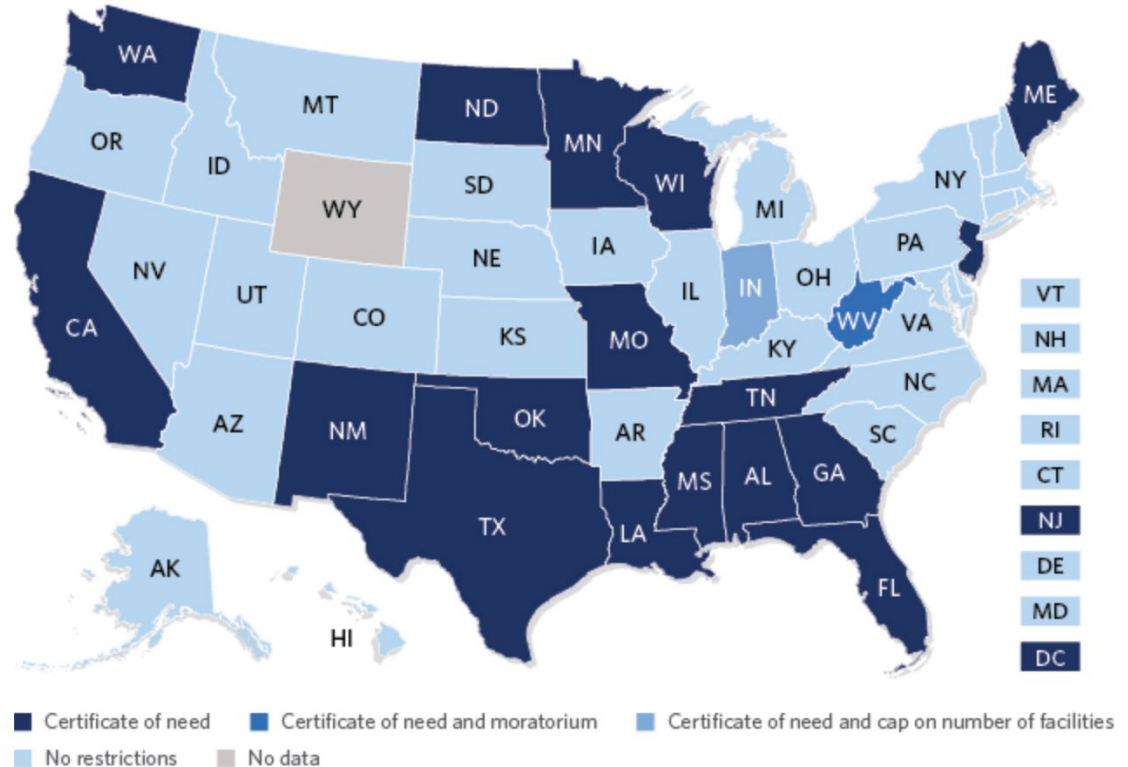 WA
ME
MT
ND
MN
OR
ID
SD
WI
NY
WY
MI
IA
PA
NE
NV
OH
IN
IL
UT
CO
WV
VA
VT
CA
KS
MO
KY
NH
NC
MA
TN
AZ
NM
OK
AR
SC
RI
MS
AL
GA
CT
TX
LA
NJ
AK
DE
FL
MD
HI
DC
Certificate of need
Certificate of need and moratorium
Certificate of need and cap on number of facilities
No restrictions
No data